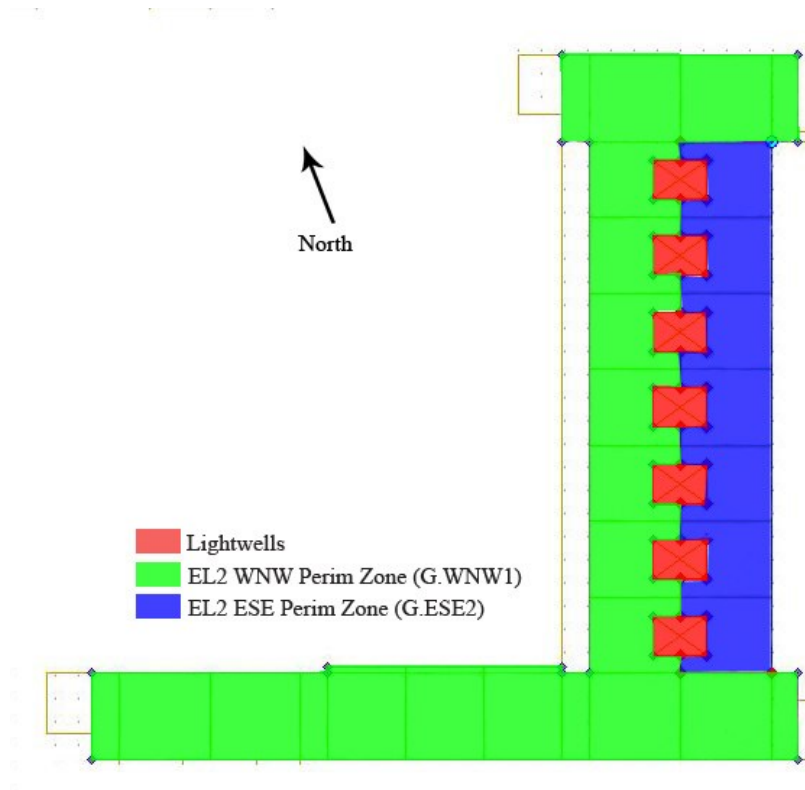 North
Lightwells
EL2 WNW Perim Zone (G.WNW1)
EL2 ESE Perim Zone (G.ESE2)